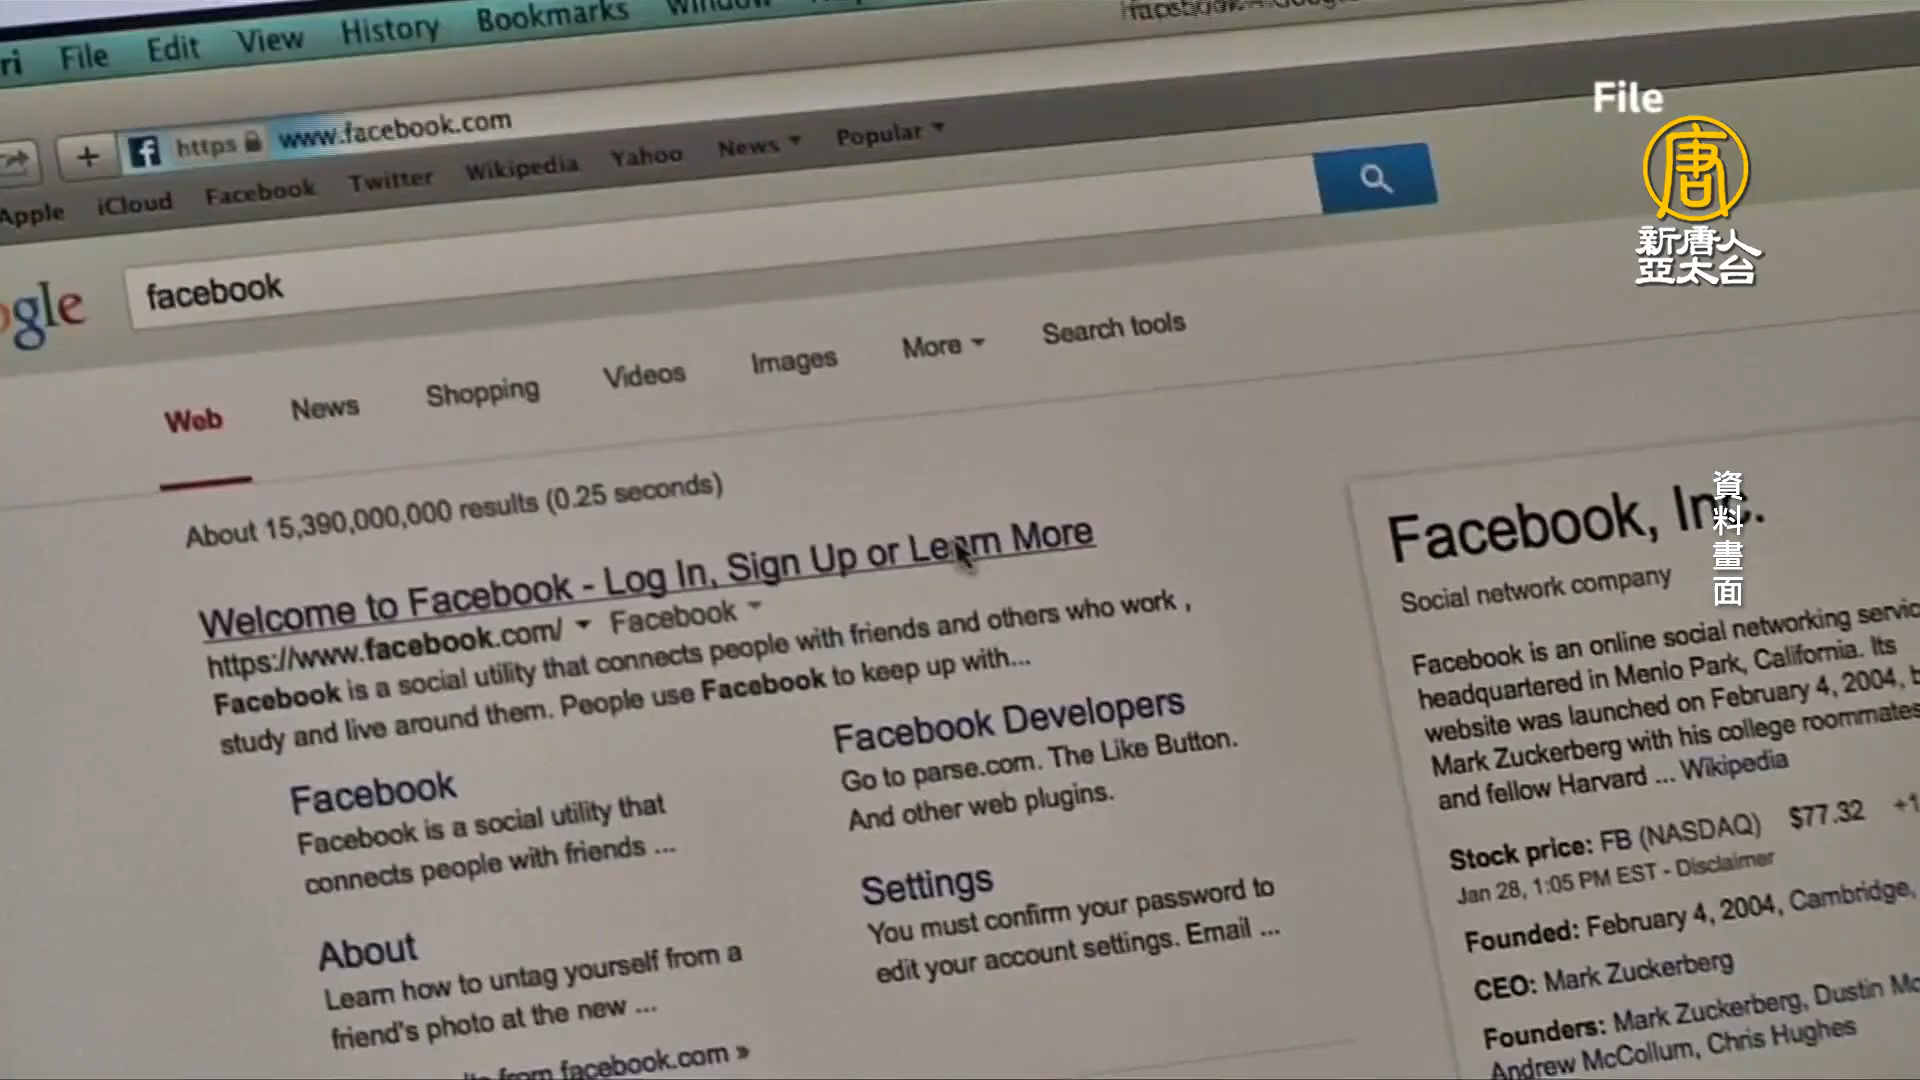 File Edit View History Bookmarks Window
https www.facebook.com
Apple iCloud Facebook Twitter Wikipedia Yahoo News Popular
facebook
Web News Shopping Videos Images More Search tools
About 15,390,000,000 results (0.25 seconds)
Welcome to Facebook - Log In, Sign Up or Learn More
https://www.facebook.com/ Facebook
Facebook is a social utility that connects people with friends and others who work ,
study and live around them. People use Facebook to keep up with...
Facebook
Facebook is a social utility that
connects people with friends ...
Facebook Developers
Go to parse.com. The Like Button.
And other web plugins.
About
Learn how to untag yourself from a
friend's photo at the new ...
Settings
You must confirm your password to
edit your account settings. Email ...
from facebook.com »
Facebook, Inc.
Social network company
Facebook is an online social networking
headquartered in Menlo Park, California. Its
website was launched on February 4, 2004,
Mark Zuckerberg with his college roommates
and fellow Harvard ... Wikipedia
Stock price: FB (NASDAQ) $77.32
Jan 28, 1:05 PM EST - Disclaimer
Founded: February 4, 2004, Cambridge,
CEO: Mark Zuckerberg
Founders: Mark Zuckerberg, Dustin
Andrew McCollum, Chris Hughes
File
唐
新唐人
亞太台
資料畫面